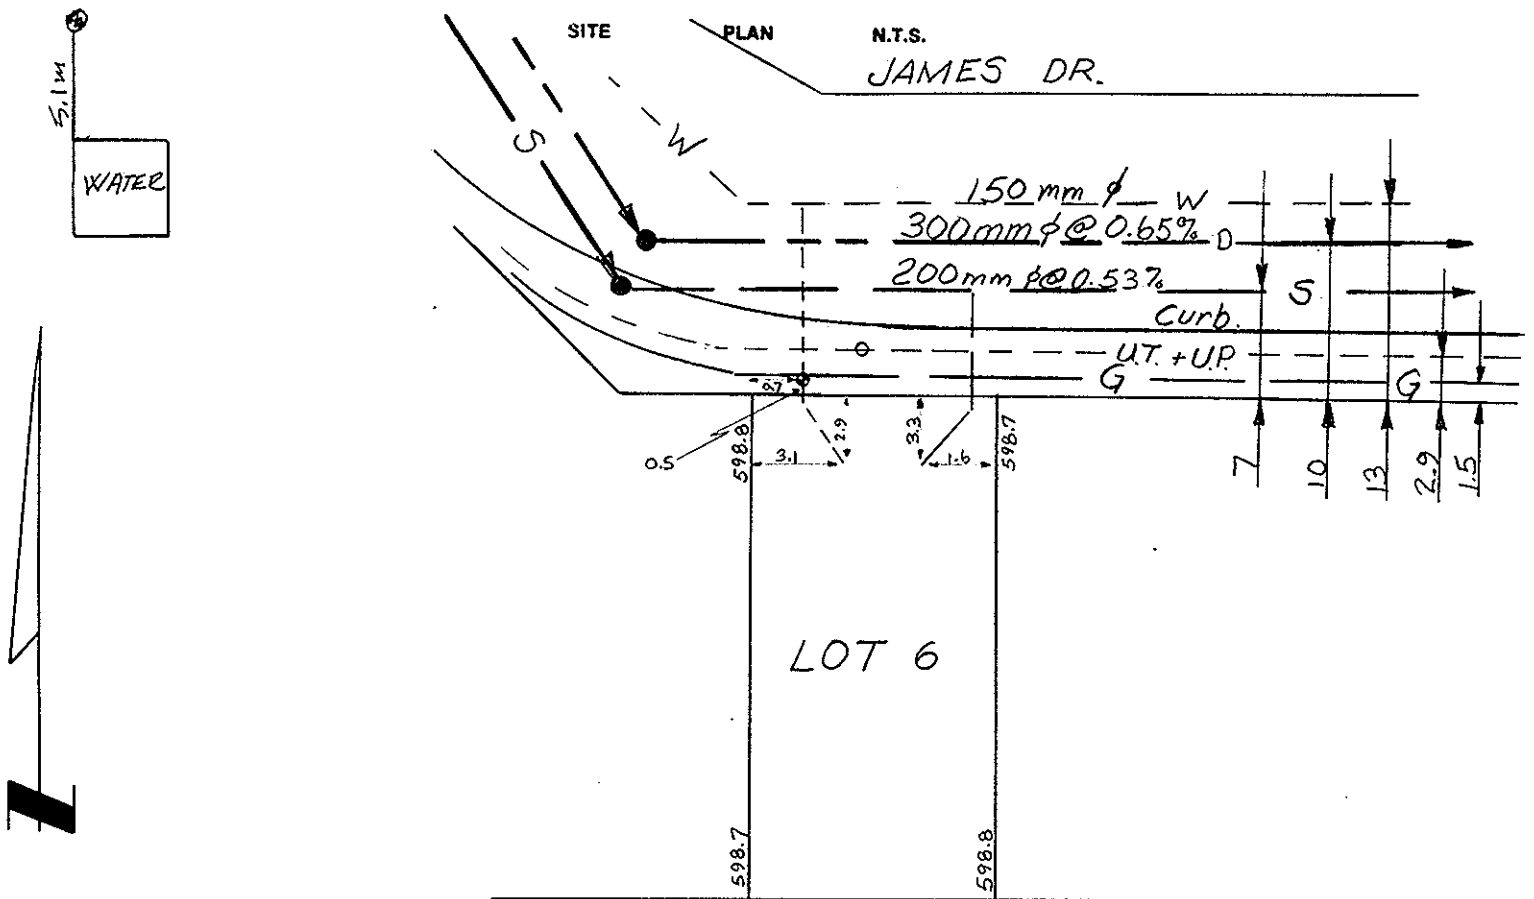 SITE PLAN N.T.S.
JAMES DR.
5.1m
WATER
S
W
150 mm ϕ W
300mm ϕ @ 0.65% D
200mm ϕ @ 0.53% S
Curb.
U.T. + U.P.
G G
0.7
0.5
598.8
3.1
2.9
3.3
1.6
598.7
7
10
13
2.9
1.5
LOT 6
598.7
598.8